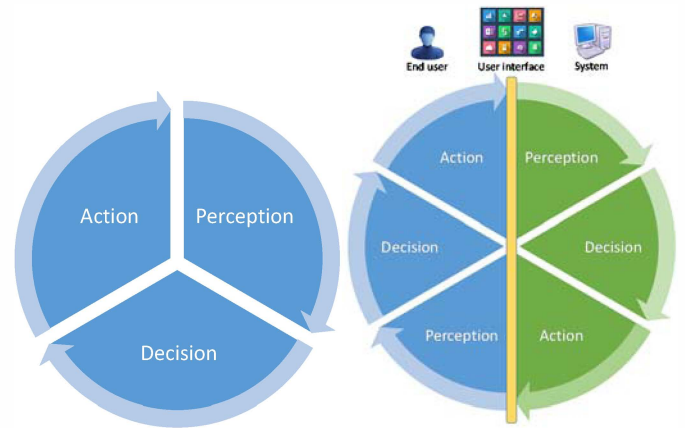 End user
User interface
System
Action
Perception
Decision
Action
Perception
Decision
Decision
Perception
Action